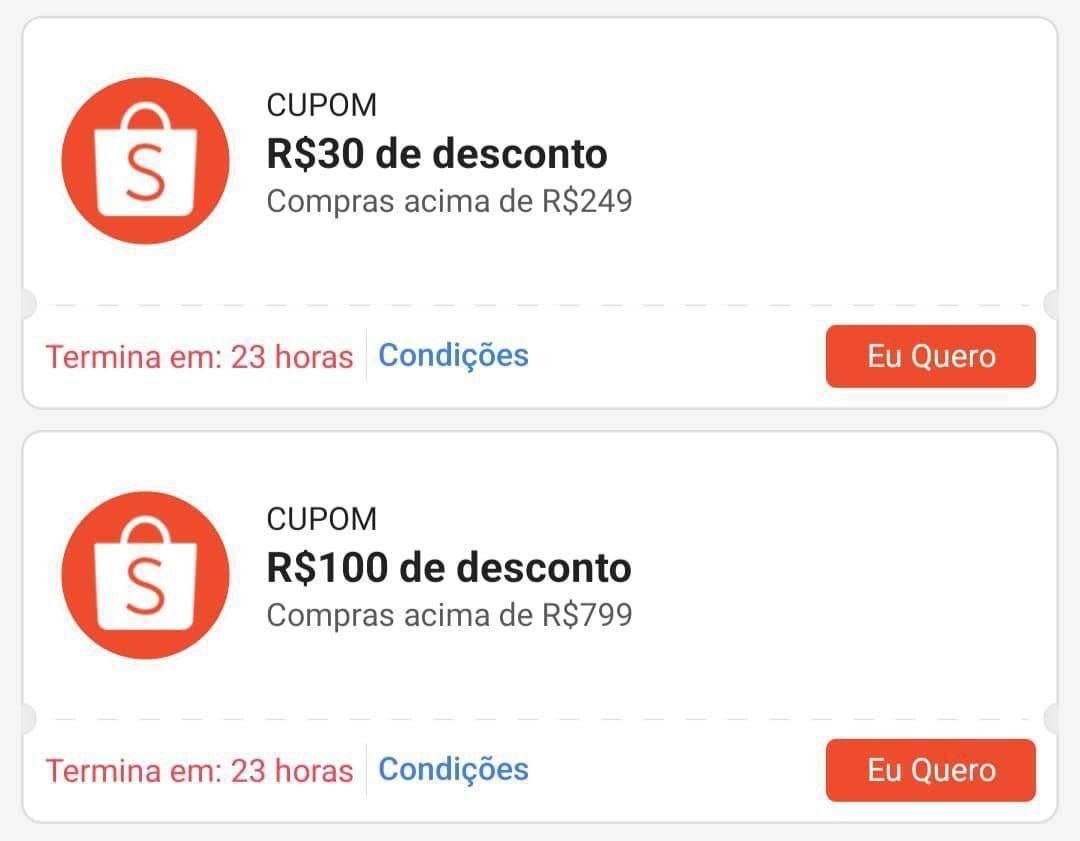 CUPOM
R$30 de desconto
Compras acima de R$249
Termina em: 23 horas
Condições
Eu Quero
CUPOM
R$100 de desconto
Compras acima de R$799
Termina em: 23 horas
Condições
Eu Quero